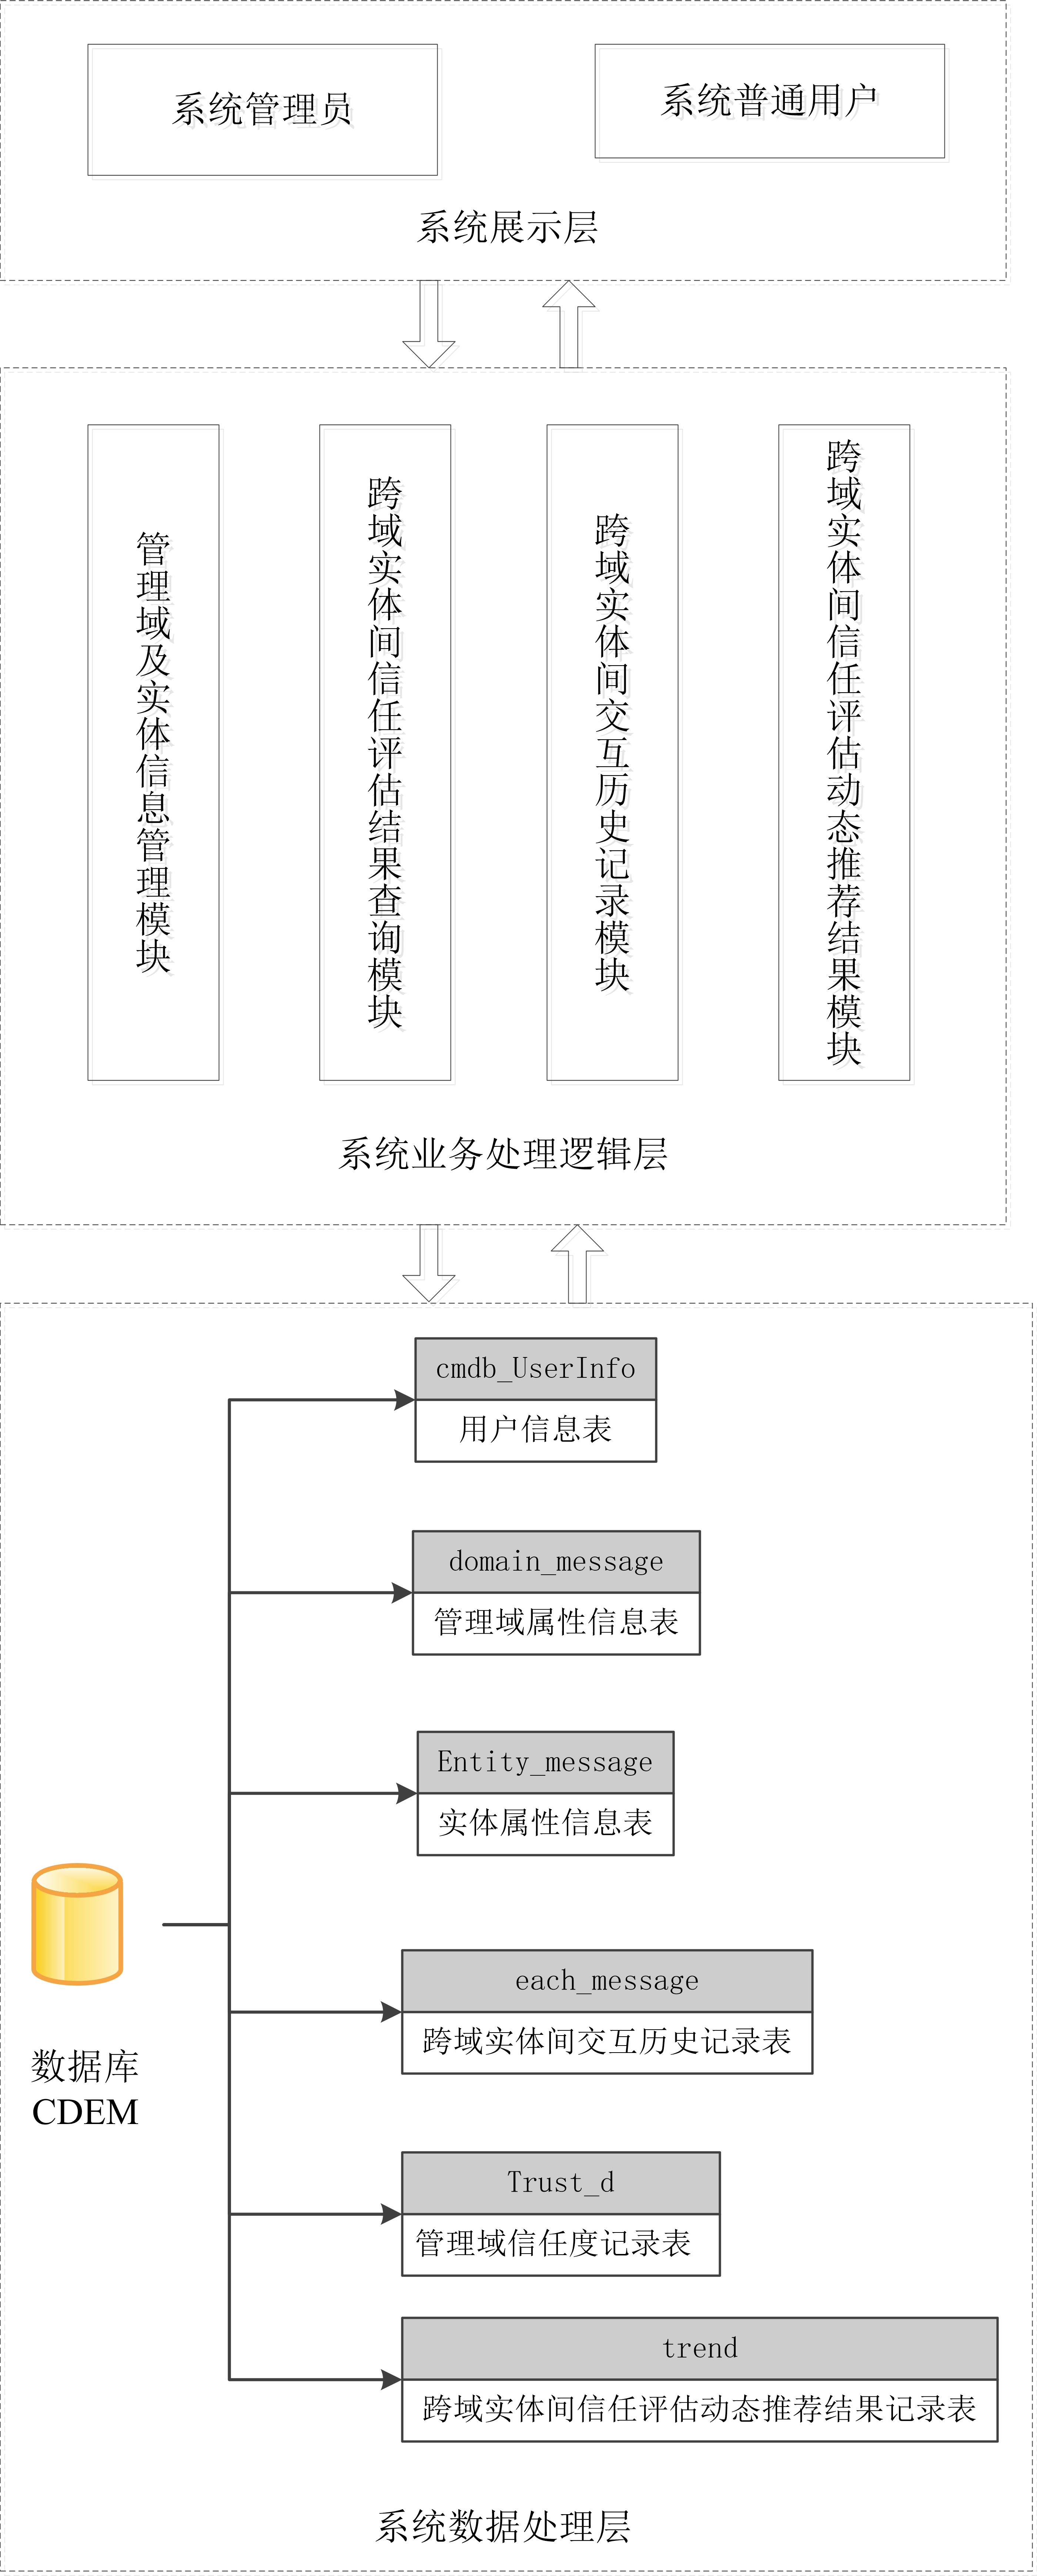 系统管理员
系统普通用户
系统展示层
管理域及实体信息管理模块
跨域实体间信任评估结果查询模块
跨域实体间交互历史记录模块
跨域实体间信任评估动态推荐结果模块
系统业务处理逻辑层
cmdb_UserInfo
用户信息表
domain_message
管理域属性信息表
Entity_message
实体属性信息表
each_message
跨域实体间交互历史记录表
数据库
CDEM
Trust_d
管理域信任度记录表
trend
跨域实体间信任评估动态推荐结果记录表
系统数据处理层